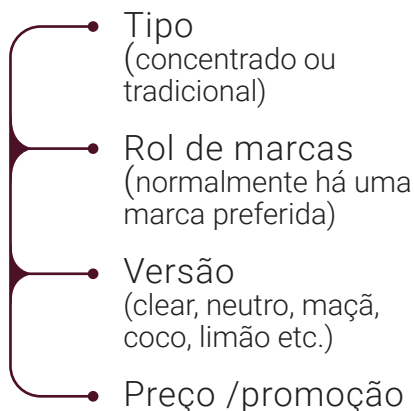 Tipo
(concentrado ou
tradicional)
Rol de marcas
(normalmente há uma
marca preferida)
Versão
(clear, neutro, maçã,
coco, limão etc.)
Preço /promoção